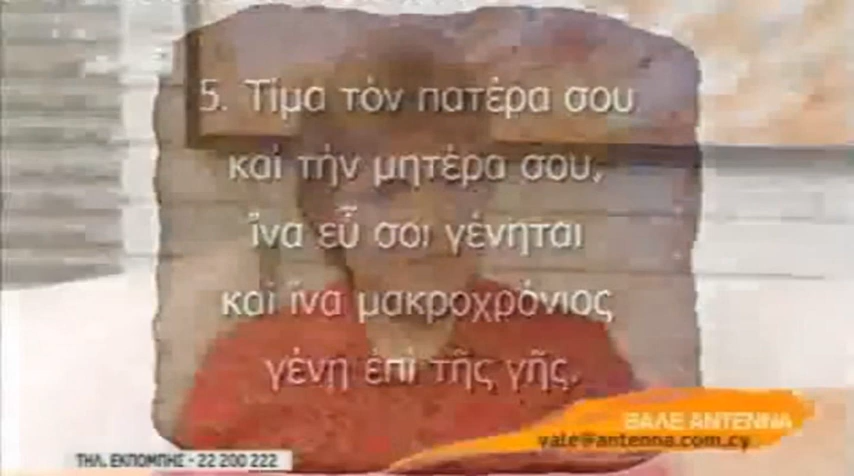 5. Τίμα τὸν πατέρα σου
καὶ τὴν μητέρα σου,
ἵνα εὖ σοι γένηται
καὶ ἵνα μακροχρόνιος
γένῃ ἐπὶ τῆς γῆς.
ΒΑΛΕ ΑΝΤΕΝΝΑ
vale@antenna.com.cy
ΤΗΛ. ΕΚΠΟΜΠΗΣ - 22 200 222